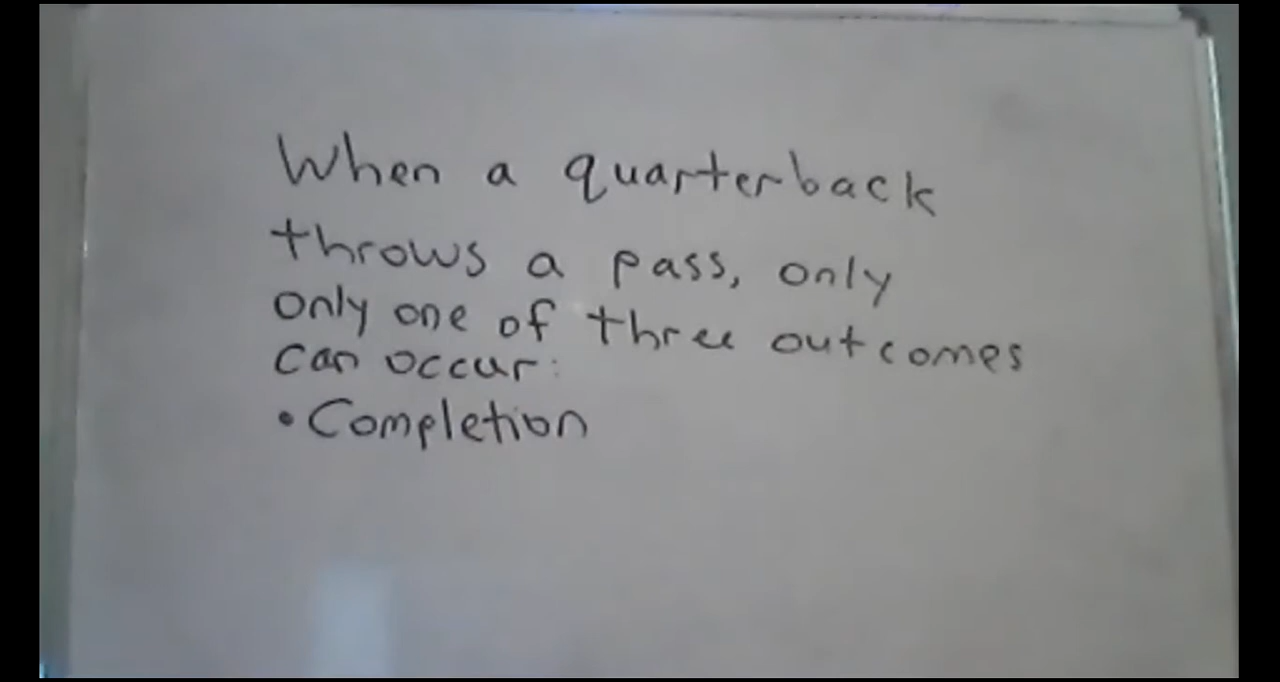 When a quarterback
throws a pass, only
only one of three outcomes
can occur:
• Completion